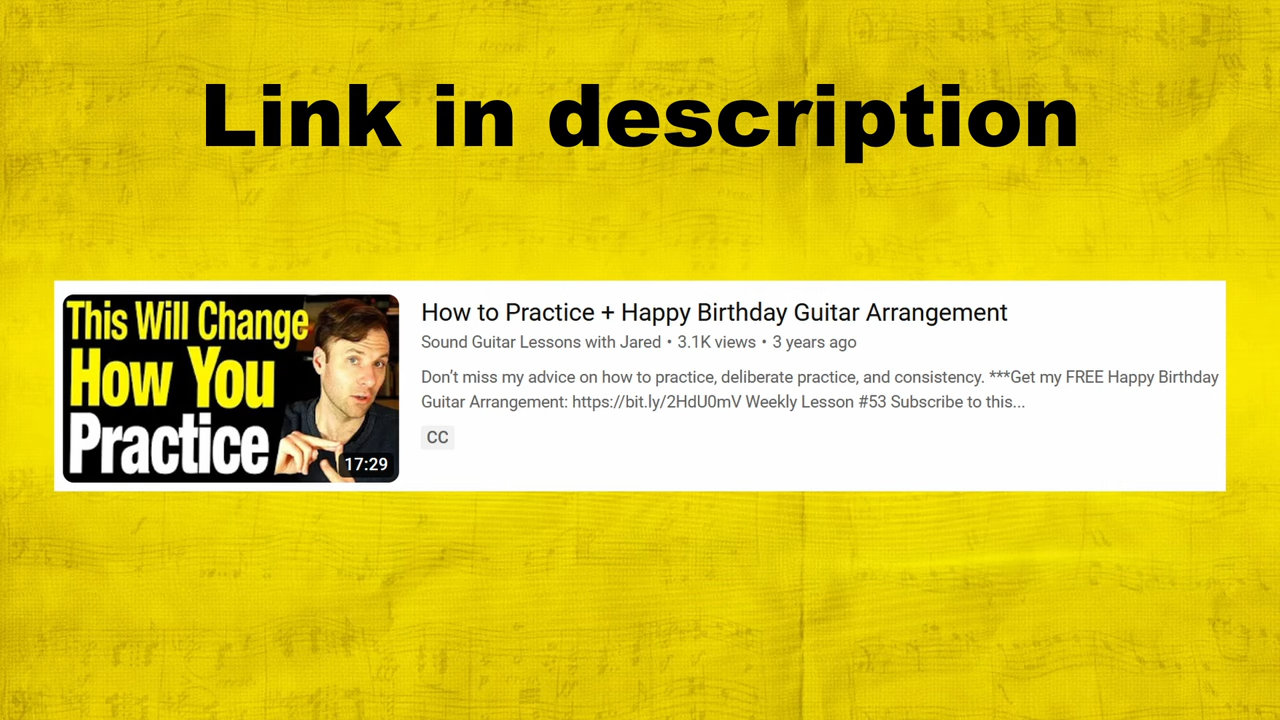 Link in description
This Will Change
How You
Practice
17:29
How to Practice + Happy Birthday Guitar Arrangement
Sound Guitar Lessons with Jared • 3.1K views • 3 years ago
Don’t miss my advice on how to practice, deliberate practice, and consistency. ***Get my FREE Happy Birthday
Guitar Arrangement: https://bit.ly/2HdU0mV Weekly Lesson #53 Subscribe to this...
CC